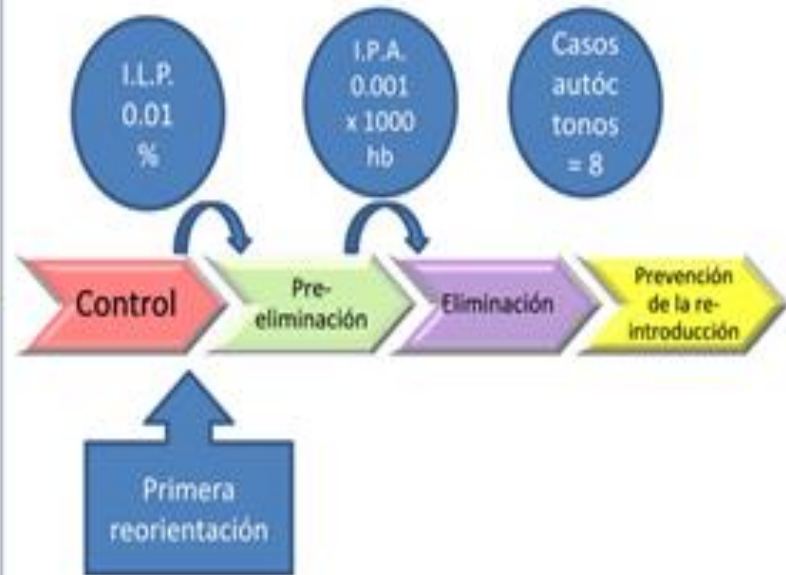 I.L.P.
0.01
%
I.P.A.
0.001
x 1000
hb
Casos
autóc
tonos
= 8
Control
Pre-
eliminación
Eliminación
Prevención
de la re-
introducción
Primera
reorientación